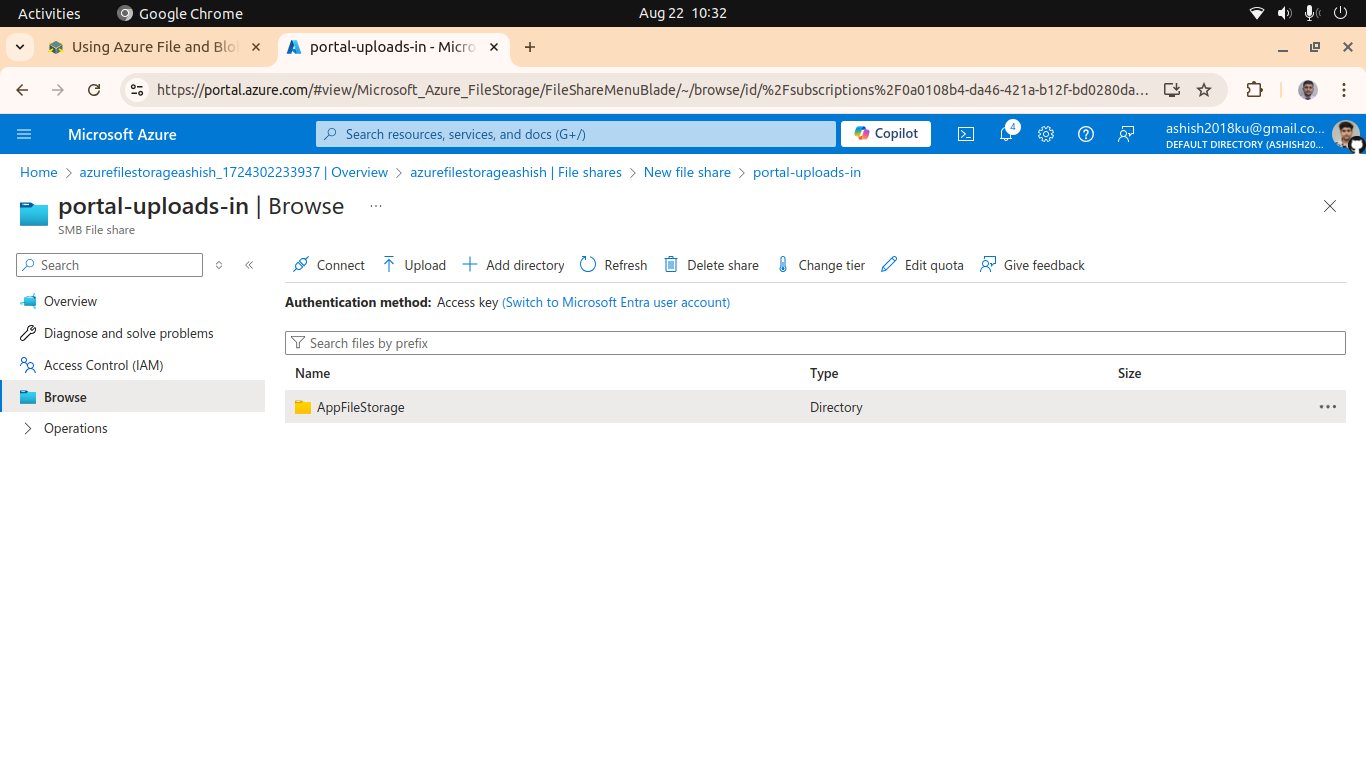 Activities Google Chrome Aug 22 10:32
Using Azure File and Blo portal-uploads-in - Micro
https://portal.azure.com/#view/Microsoft_Azure_FileStorage/FileShareMenuBlade/~/browse/id/%2Fsubscriptions%2F0a0108b4-da46-421a-b12f-bd0280da...
Microsoft Azure Search resources, services, and docs (G+/) Copilot 4 ashish2018ku@gmail.co...
DEFAULT DIRECTORY (ASHISH20...
Home > azurefilestorageashish_1724302233937 | Overview > azurefilestorageashish | File shares > New file share > portal-uploads-in
portal-uploads-in | Browse ...
SMB File share
Search
Connect Upload Add directory Refresh Delete share Change tier Edit quota Give feedback
Overview
Diagnose and solve problems
Access Control (IAM)
Browse
Operations
Authentication method: Access key (Switch to Microsoft Entra user account)
Search files by prefix
Name Type Size
AppFileStorage Directory